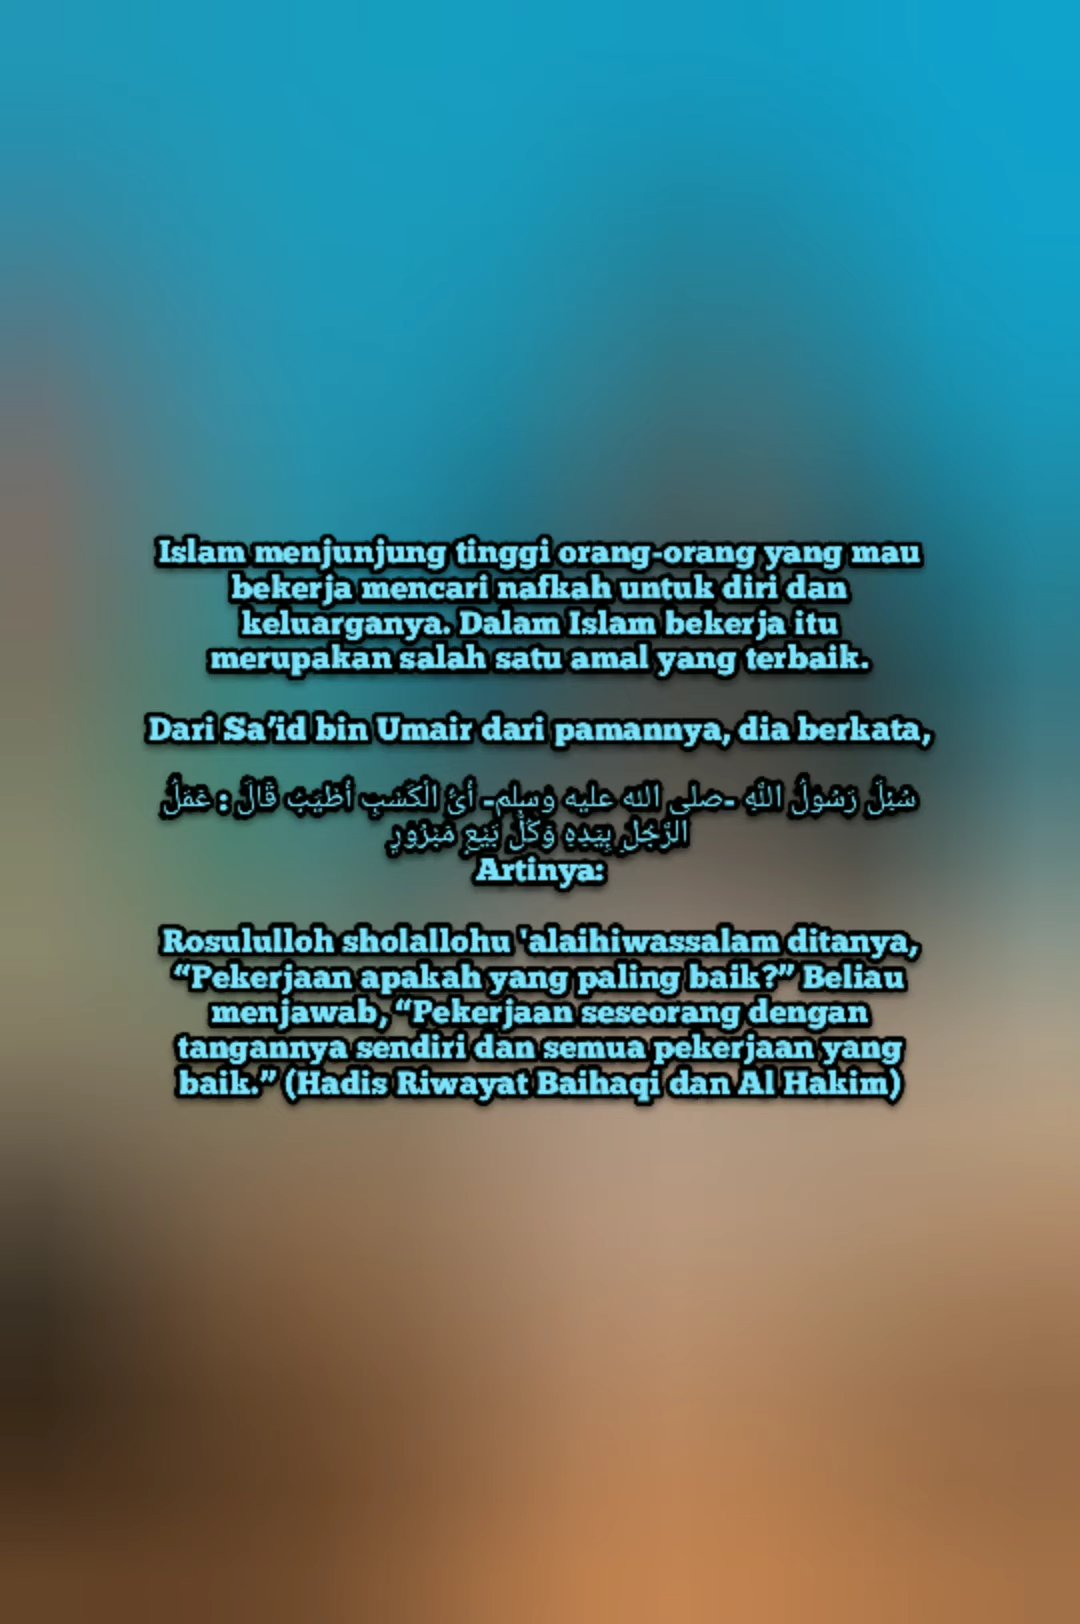 Islam menjunjung tinggi orang-orang yang mau
bekerja mencari nafkah untuk diri dan
keluarganya. Dalam Islam bekerja itu
merupakan salah satu amal yang terbaik.
Dari Sa’id bin Umair dari pamannya, dia berkata,
سُئِلَ رَسُولُ اللَّهِ -صلى الله عليه وسلم- أَىُّ الْكَسْبِ أَطْيَبُ قَالَ : عَمَلُ
الرَّجُلِ بِيَدِهِ وَكُلُّ بَيْعٍ مَبْرُورٍ
Artinya:
Rosululloh sholallohu 'alaihiwassalam ditanya,
“Pekerjaan apakah yang paling baik?” Beliau
menjawab, “Pekerjaan seseorang dengan
tangannya sendiri dan semua pekerjaan yang
baik.” (Hadis Riwayat Baihaqi dan Al Hakim)